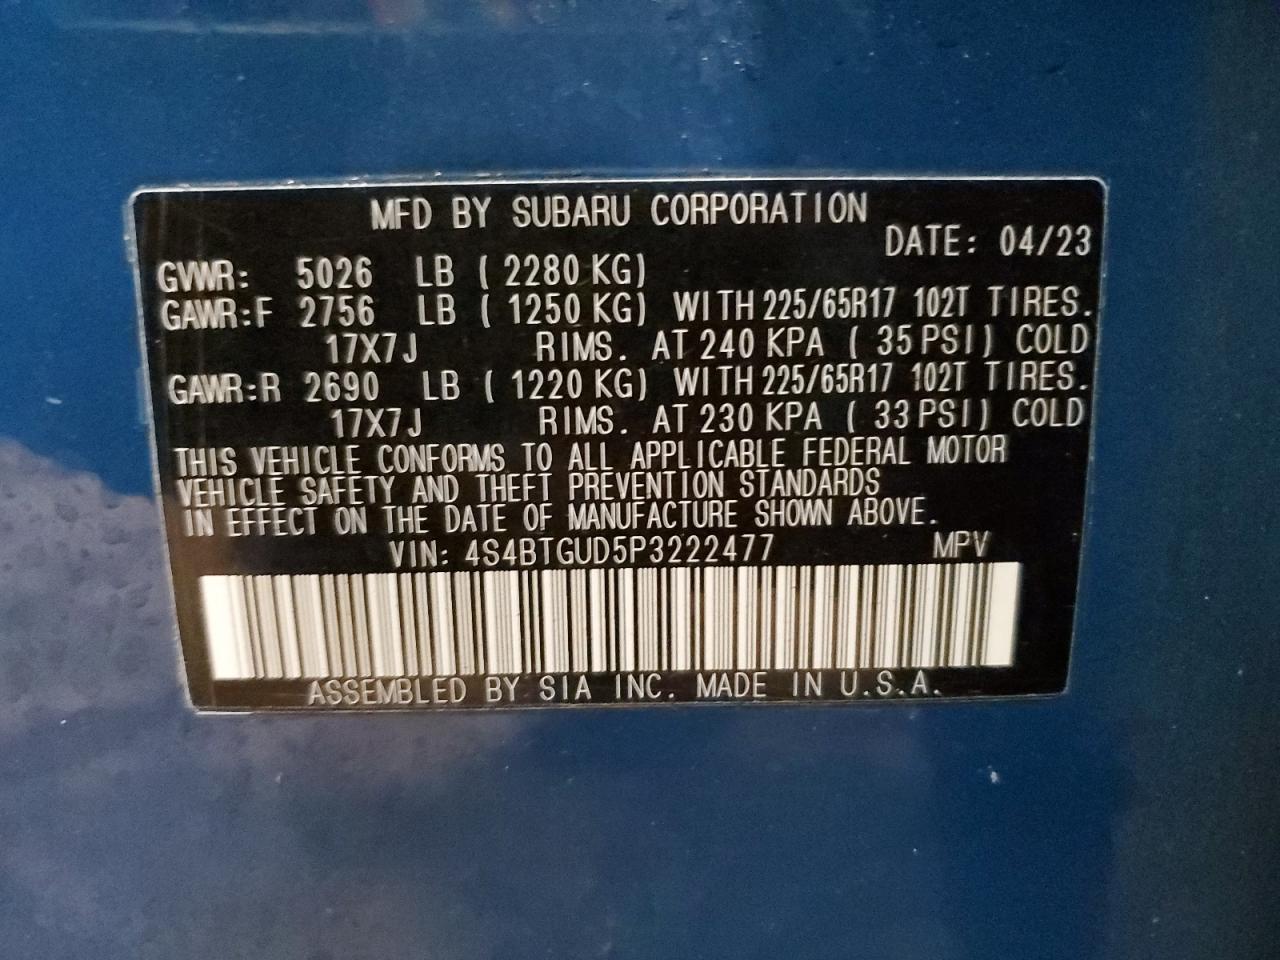 MFD BY SUBARU CORPORATION
DATE: 04/23
GVWR: 5026 LB ( 2280 KG)
GAWR:F 2756 LB ( 1250 KG) WITH 225/65R17 102T TIRES.
17X7J RIMS. AT 240 KPA ( 35 PSI) COLD
GAWR:R 2690 LB ( 1220 KG) WITH 225/65R17 102T TIRES.
17X7J RIMS. AT 230 KPA ( 33 PSI) COLD
THIS VEHICLE CONFORMS TO ALL APPLICABLE FEDERAL MOTOR
VEHICLE SAFETY AND THEFT PREVENTION STANDARDS
IN EFFECT ON THE DATE OF MANUFACTURE SHOWN ABOVE.
VIN: 4S4BTGUD5P3222477 MPV
ASSEMBLED BY SIA INC. MADE IN U.S.A.